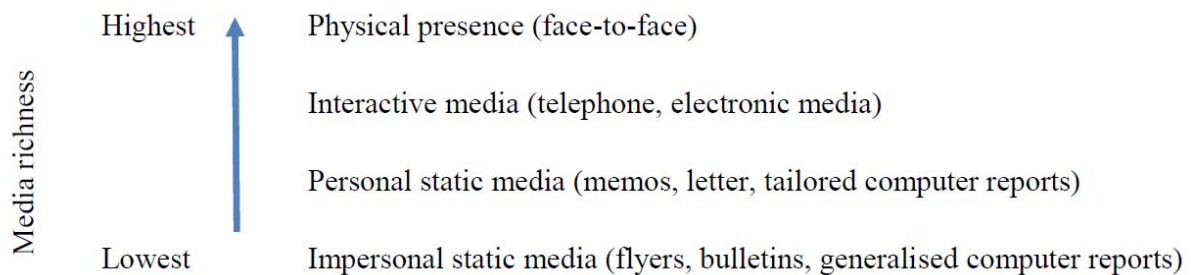 Media richness
Highest Physical presence (face-to-face)
Interactive media (telephone, electronic media)
Personal static media (memos, letter, tailored computer reports)
Lowest Impersonal static media (flyers, bulletins, generalised computer reports)